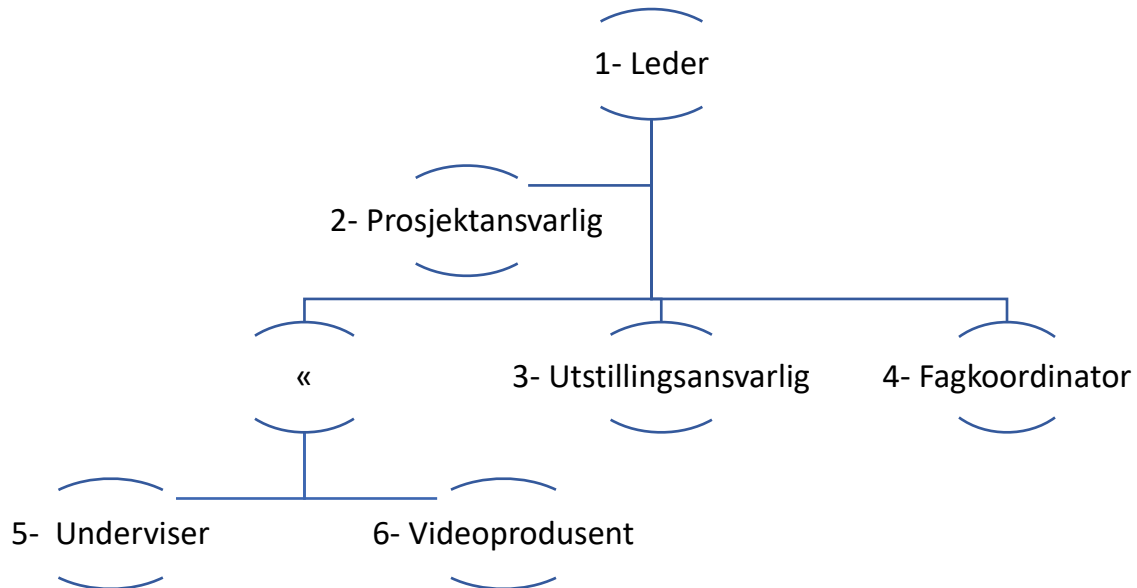 1- Leder
2- Prosjektansvarlig
«
3- Utstillingsansvarlig
4- Fagkoordinator
5-  Underviser
6- Videoprodusent